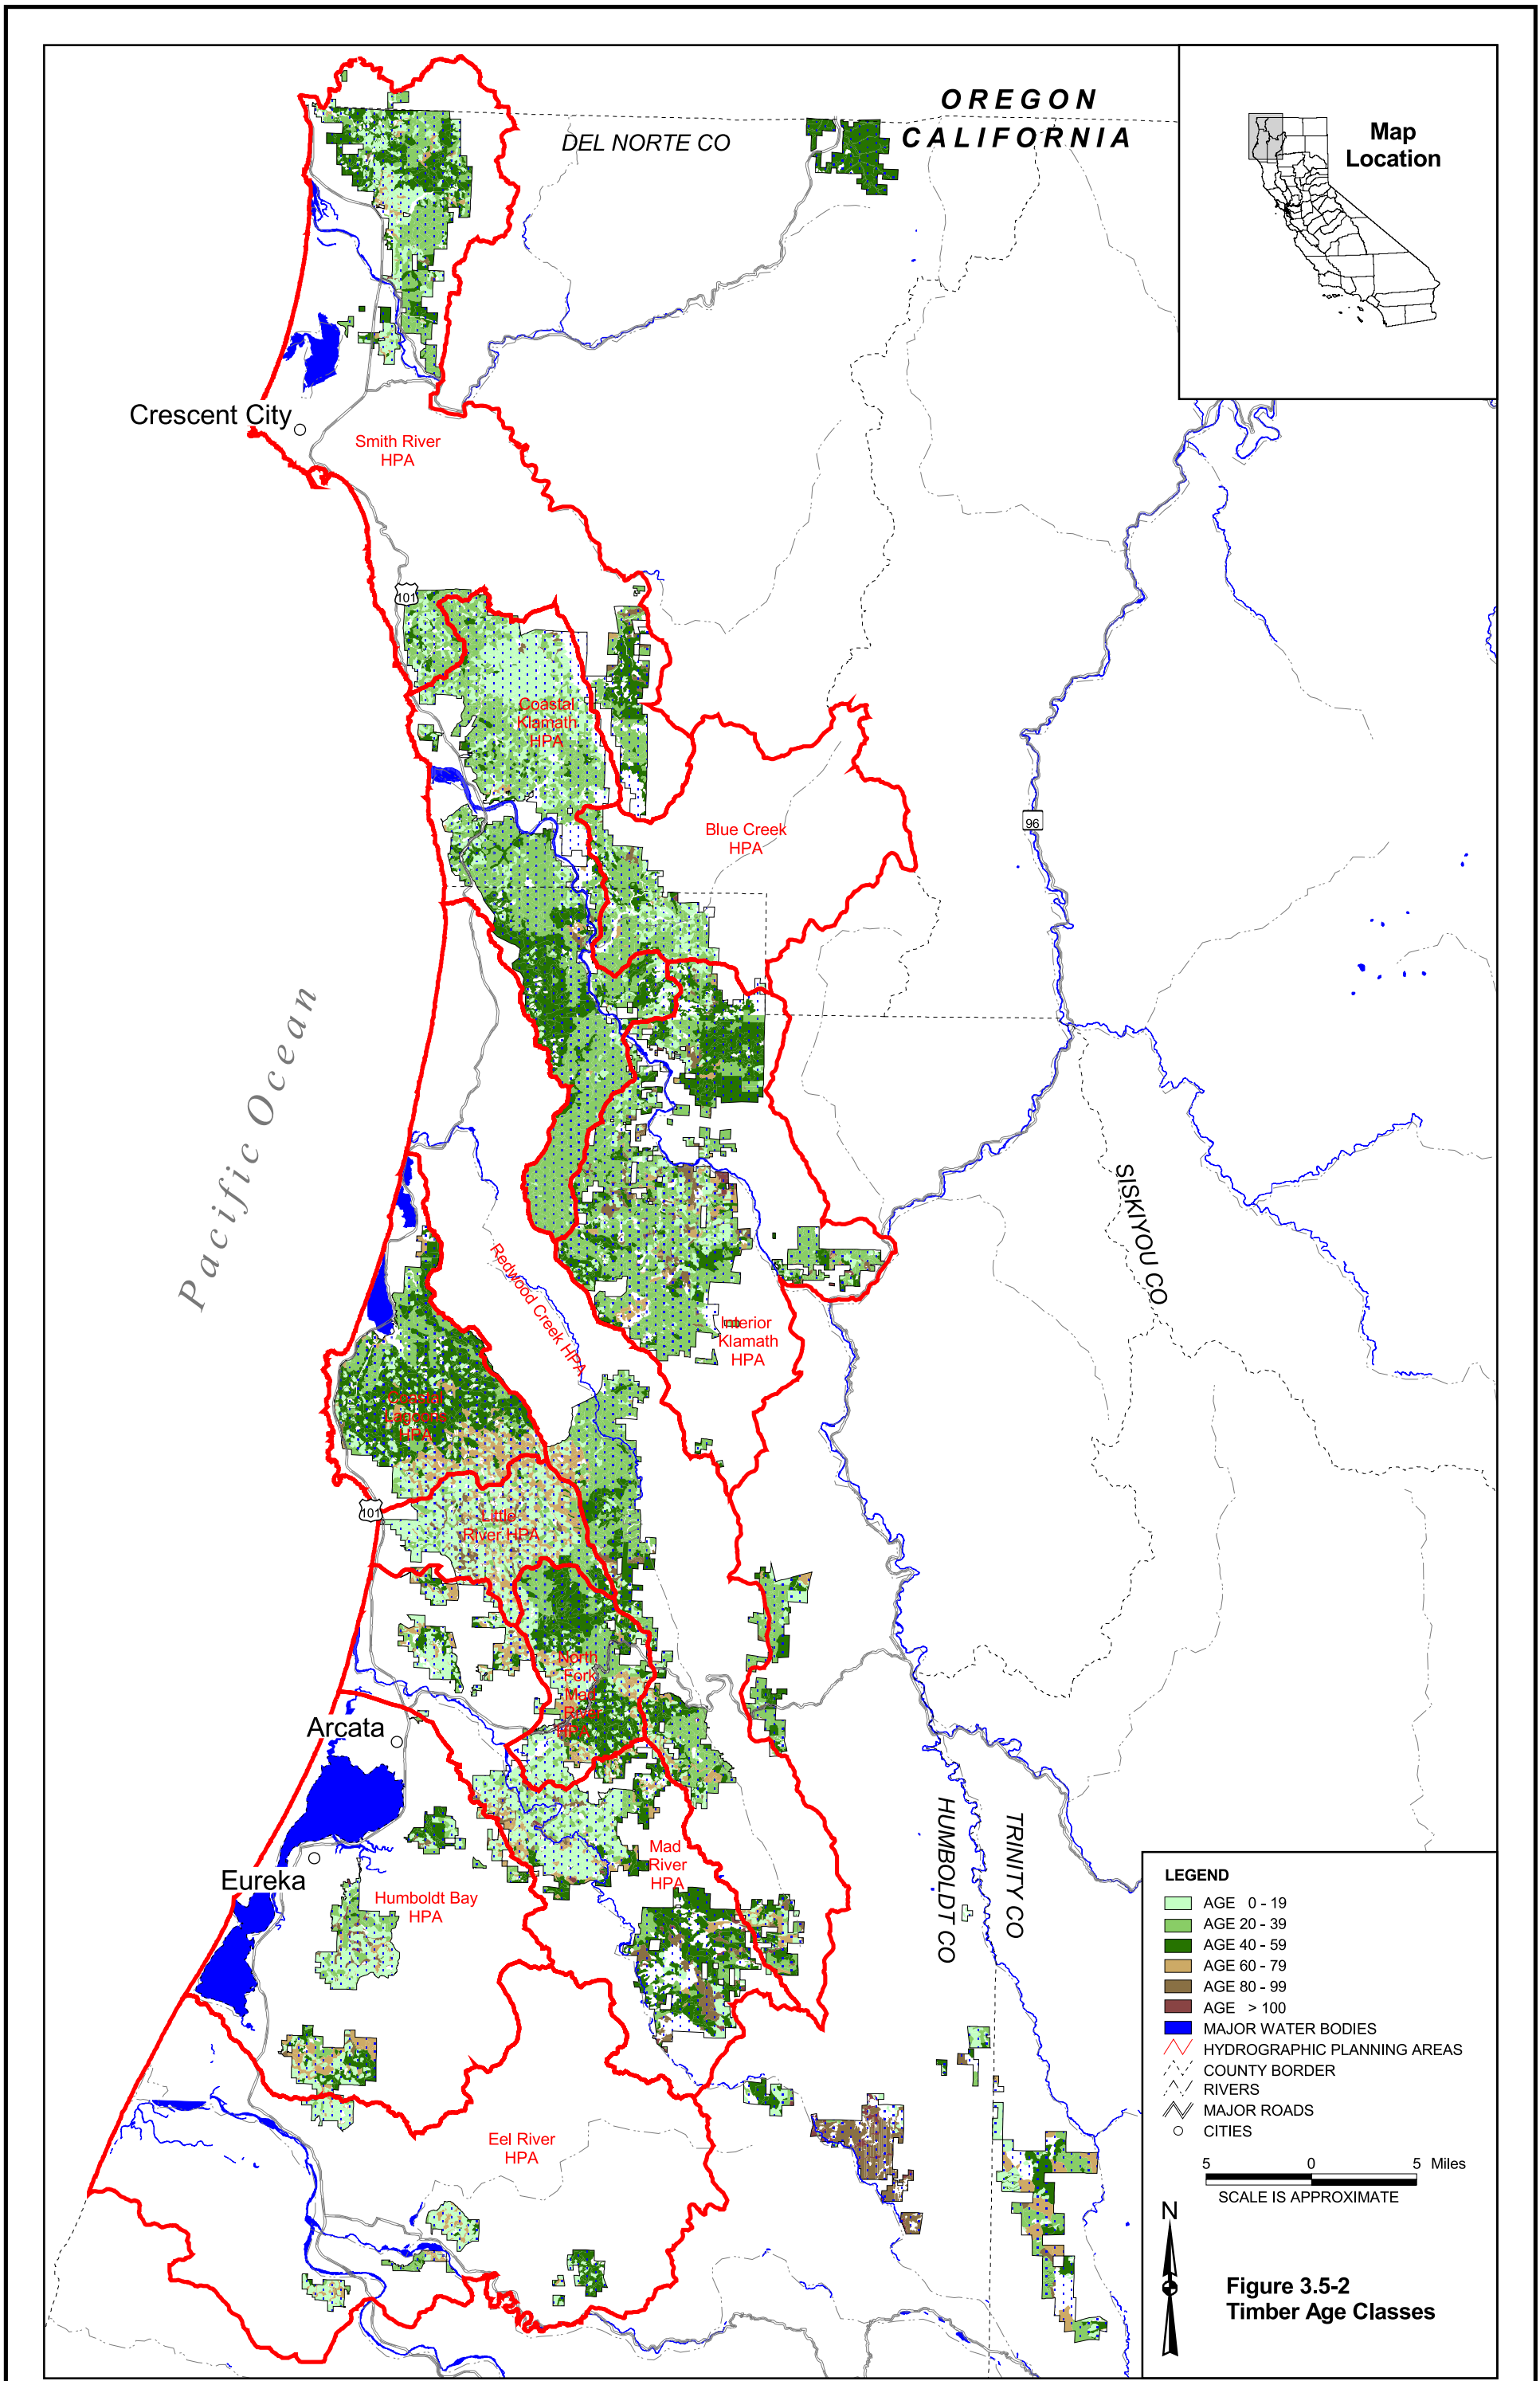 OREGON
CALIFORNIA
DEL NORTE CO
Map
Location
Crescent City
Smith River
HPA
101
Coastal
Klamath
HPA
Blue Creek
HPA
96
Pacific Ocean
SISKIYOU CO
Redwood Creek HPA
Interior
Klamath
HPA
Coastal
Lagoons
HPA
101
Little
River HPA
North
Fork
Mad
River
HPA
Arcata
Eureka
Humboldt Bay
HPA
Mad
River
HPA
HUMBOLDT CO
TRINITY CO
Eel River
HPA
LEGEND
AGE 0 - 19
AGE 20 - 39
AGE 40 - 59
AGE 60 - 79
AGE 80 - 99
AGE > 100
MAJOR WATER BODIES
HYDROGRAPHIC PLANNING AREAS
COUNTY BORDER
RIVERS
MAJOR ROADS
CITIES
5 0 5 Miles
SCALE IS APPROXIMATE
N
Figure 3.5-2
Timber Age Classes